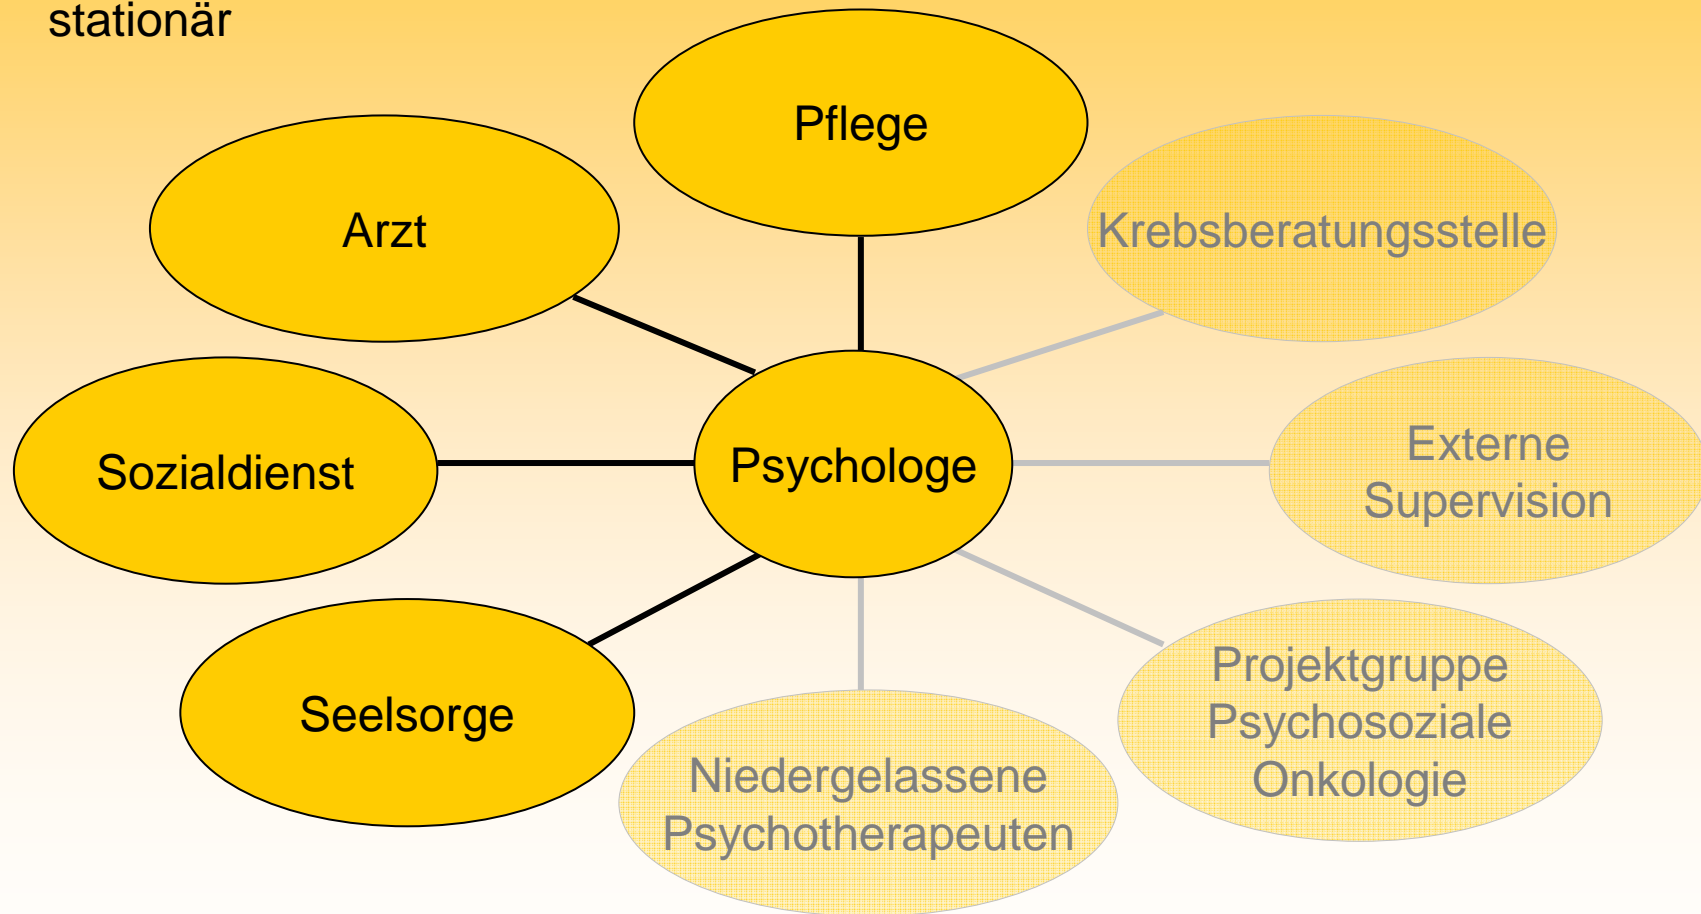 stationär
Pflege
Arzt
Krebsberatungsstelle
Sozialdienst
Psychologe
Externe
Supervision
Seelsorge
Projektgruppe
Psychosoziale
Onkologie
Niedergelassene
Psychotherapeuten